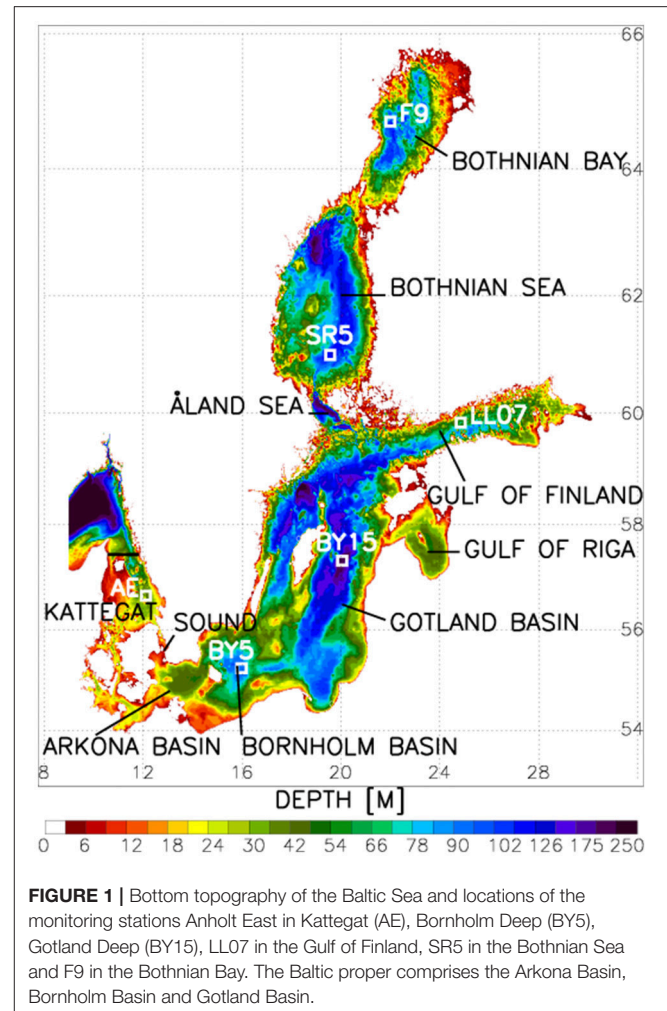 66
F9
BOTHNIAN BAY
64
BOTHNIAN SEA
62
SR5
ÅLAND SEA
60
LL07
GULF OF FINLAND
58
BY15
GULF OF RIGA
AE
KATTEGAT
SOUND
GOTLAND BASIN
56
BY5
54
ARKONA BASIN
BORNHOLM BASIN
8 12 16 20 24 28
DEPTH [M]
0 6 12 18 24 30 42 54 66 78 90 102 126 175 250
FIGURE 1 | Bottom topography of the Baltic Sea and locations of the
monitoring stations Anholt East in Kattegat (AE), Bornholm Deep (BY5),
Gotland Deep (BY15), LL07 in the Gulf of Finland, SR5 in the Bothnian Sea
and F9 in the Bothnian Bay. The Baltic proper comprises the Arkona Basin,
Bornholm Basin and Gotland Basin.